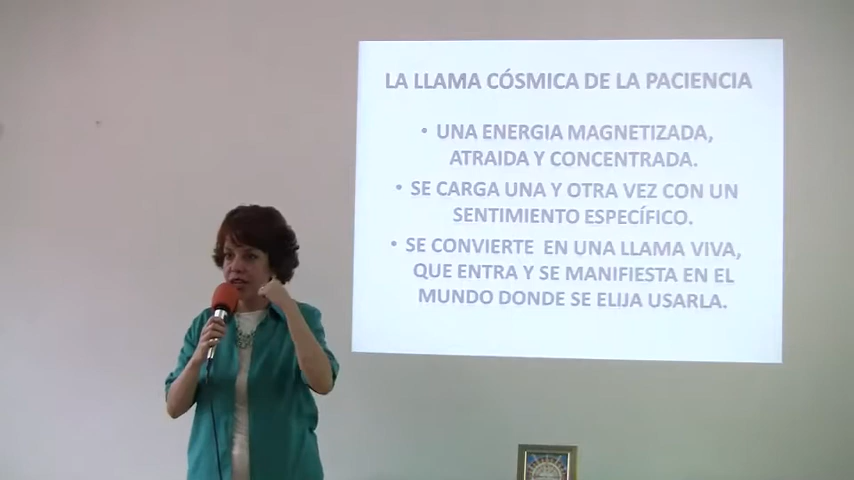 LA LLAMA CÓSMICA DE LA PACIENCIA
• UNA ENERGIA MAGNETIZADA,
ATRAIDA Y CONCENTRADA.
• SE CARGA UNA Y OTRA VEZ CON UN
SENTIMIENTO ESPECÍFICO.
• SE CONVIERTE EN UNA LLAMA VIVA,
QUE ENTRA Y SE MANIFIESTA EN EL
MUNDO DONDE SE ELIJA USARLA.